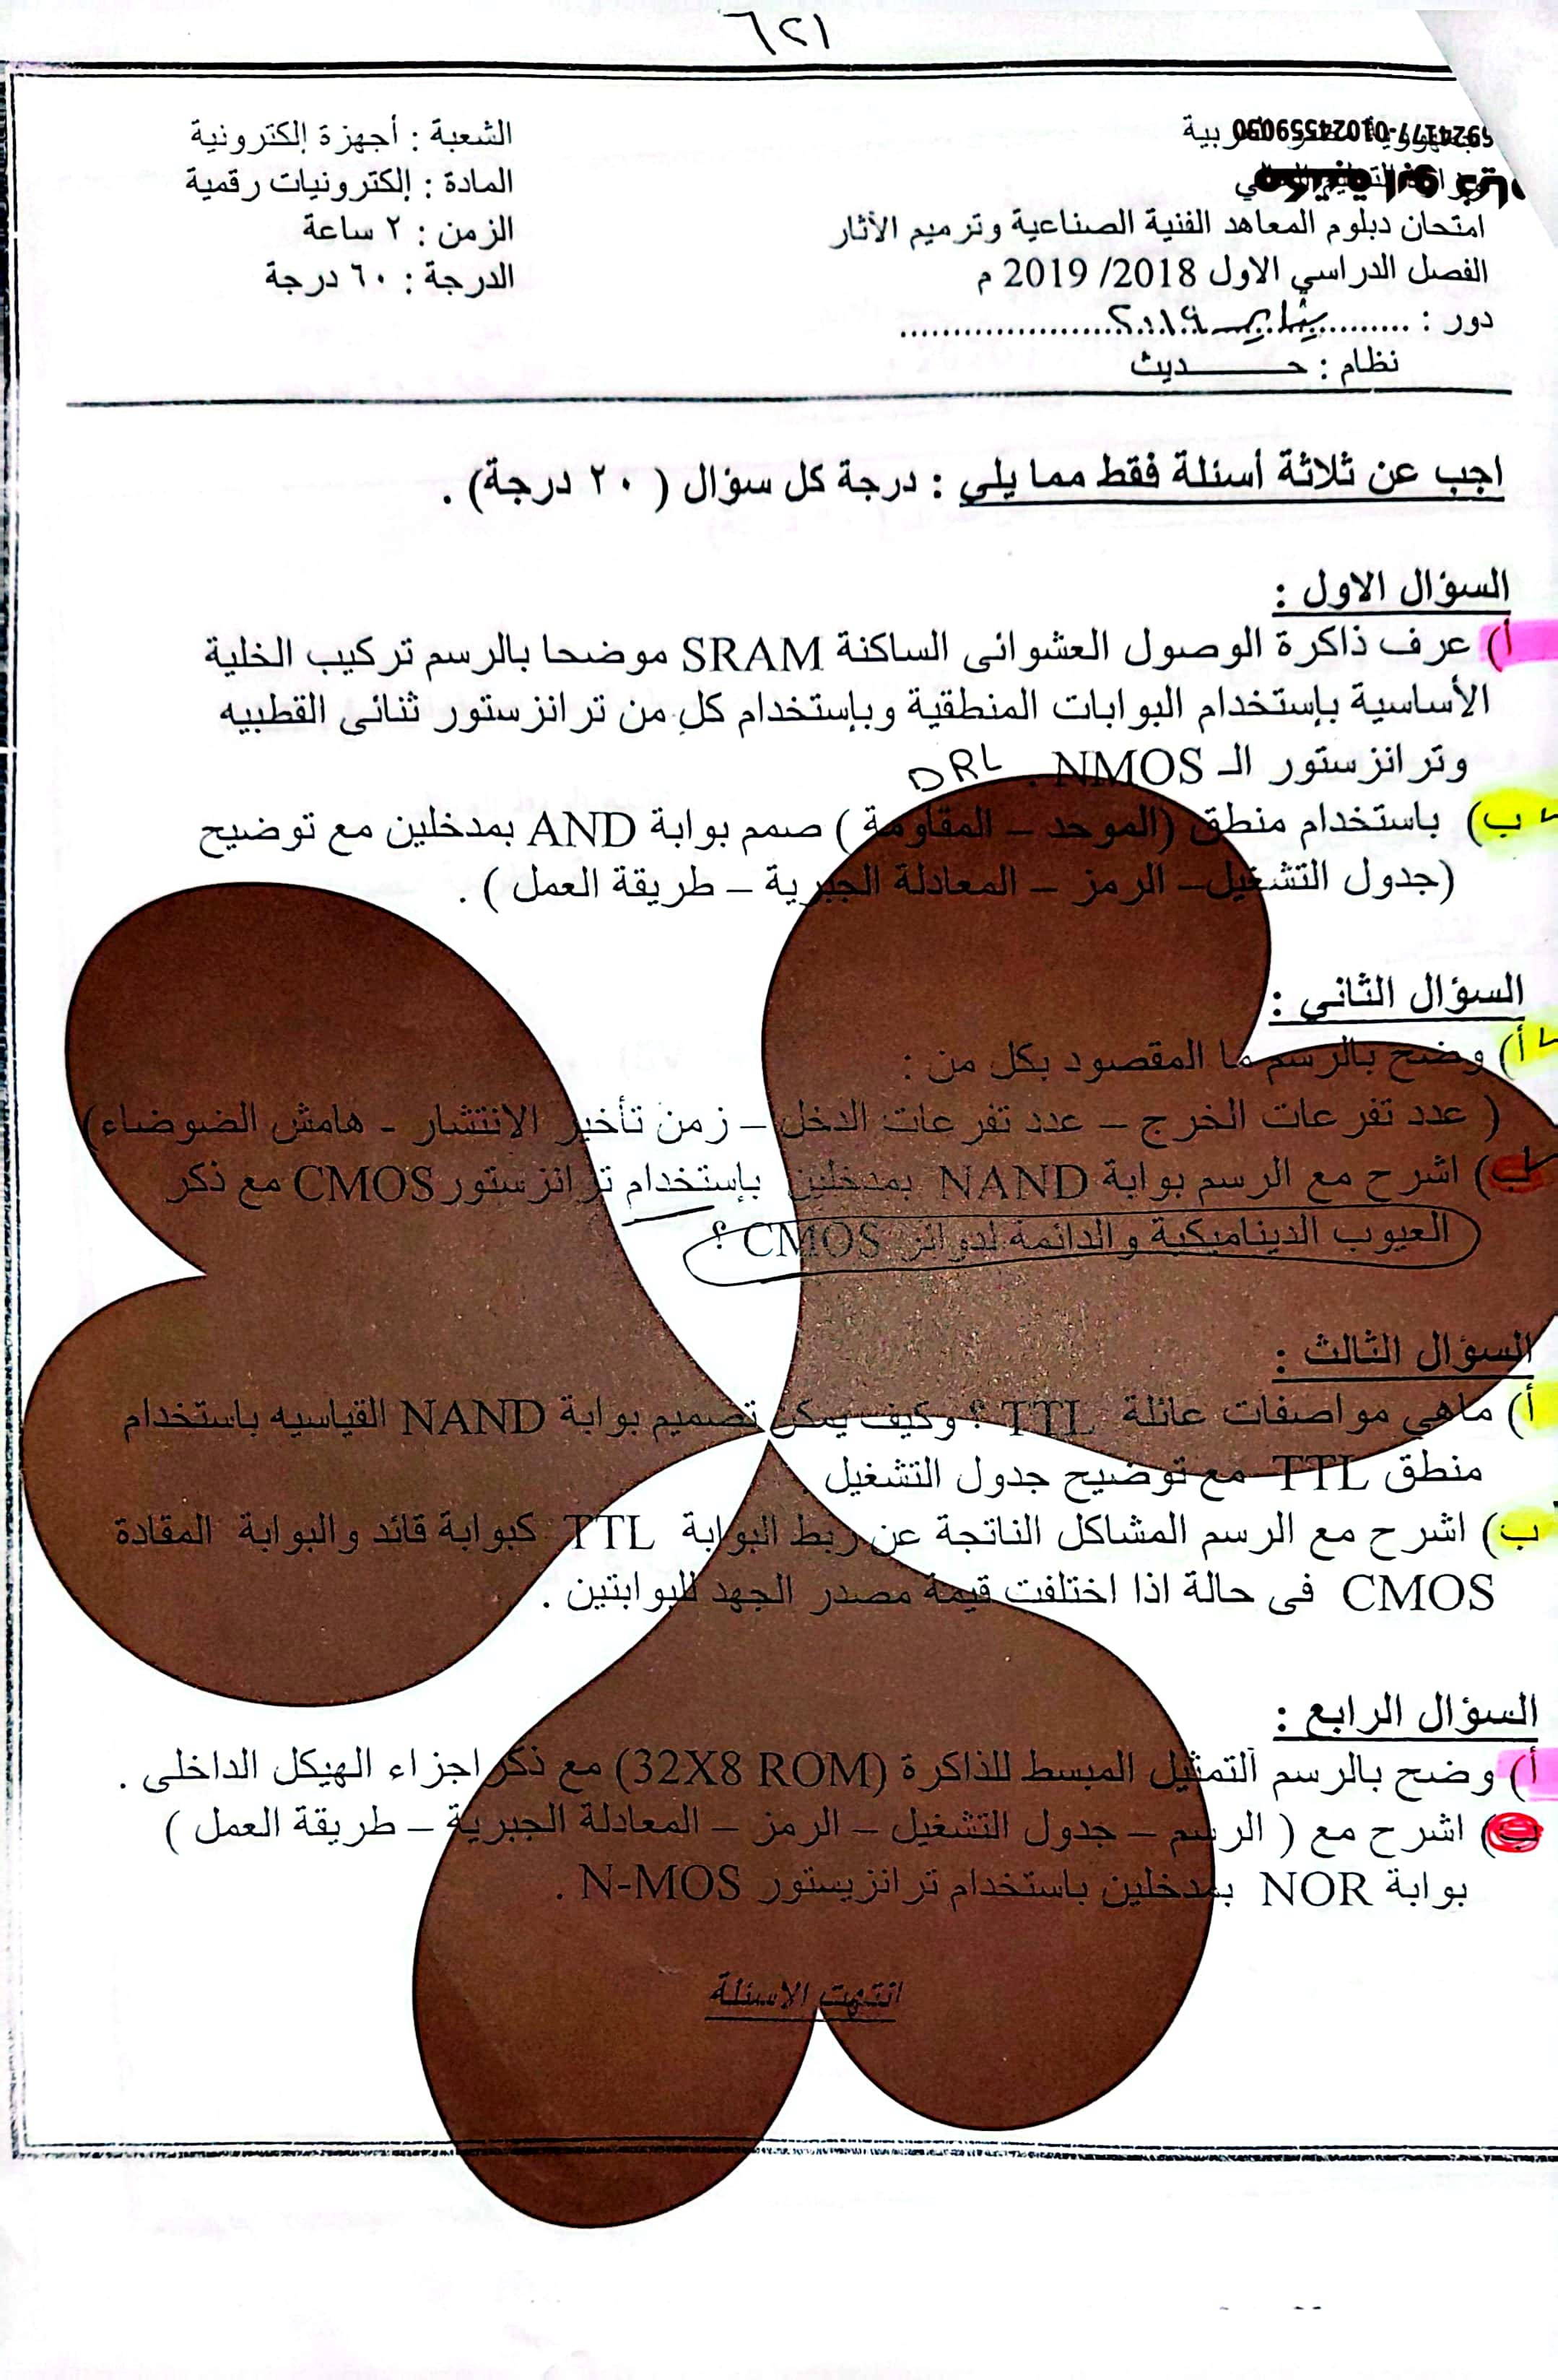 ٦٢١
الشعبة : أجهزة إلكترونية
المادة : إلكترونيات رقمية
الزمن : ٢ ساعة
الدرجة : ٦٠ درجة
01024559090
امتحان دبلوم المعاهد الفنية الصناعية وترميم الآثار
الفصل الدراسي الاول 2018/ 2019 م
دور : ........يناير ٢٠١٩........
نظام : حـــــــديث
اجب عن ثلاثة أسئلة فقط مما يلي : درجة كل سؤال ( ٢٠ درجة) .
السؤال الاول :
أ) عرف ذاكرة الوصول العشوائى الساكنة SRAM موضحا بالرسم تركيب الخلية
الأساسية بإستخدام البوابات المنطقية وبإستخدام كلٍ من ترانزستور ثنائى القطبيه
وترانزستور الـ NMOS . DRL
ب) باستخدام منطق (الموحد – المقاومة ) صمم بوابة AND بمدخلين مع توضيح
(جدول التشغيل– الرمز – المعادلة الجبرية – طريقة العمل ) .
السؤال الثاني :
أ) وضح بالرسم ما المقصود بكل من :
( عدد تفرعات الخرج – عدد تفرعات الدخل – زمن تأخير الانتشار - هامش الضوضاء)
ب) اشرح مع الرسم بوابة NAND بمدخلين بإستخدام ترانزستور CMOS مع ذكر
العيوب الديناميكية والدائمة لدوائر CMOS ؟
السؤال الثالث :
أ) ماهي مواصفات عائلة TTL ؟ وكيف يمكن تصميم بوابة NAND القياسيه باستخدام
منطق TTL مع توضيح جدول التشغيل .
ب) اشرح مع الرسم المشاكل الناتجة عن ربط البوابة TTL كبوابة قائد والبوابة المقادة
CMOS فى حالة اذا اختلفت قيمة مصدر الجهد للبوابتين .
السؤال الرابع :
أ) وضح بالرسم التمثيل المبسط للذاكرة (32X8 ROM) مع ذكر اجزاء الهيكل الداخلى .
ب) اشرح مع ( الرسم – جدول التشغيل – الرمز – المعادلة الجبرية – طريقة العمل )
بوابة NOR بمدخلين باستخدام ترانزيستور N-MOS .
انتهت الاسئلة